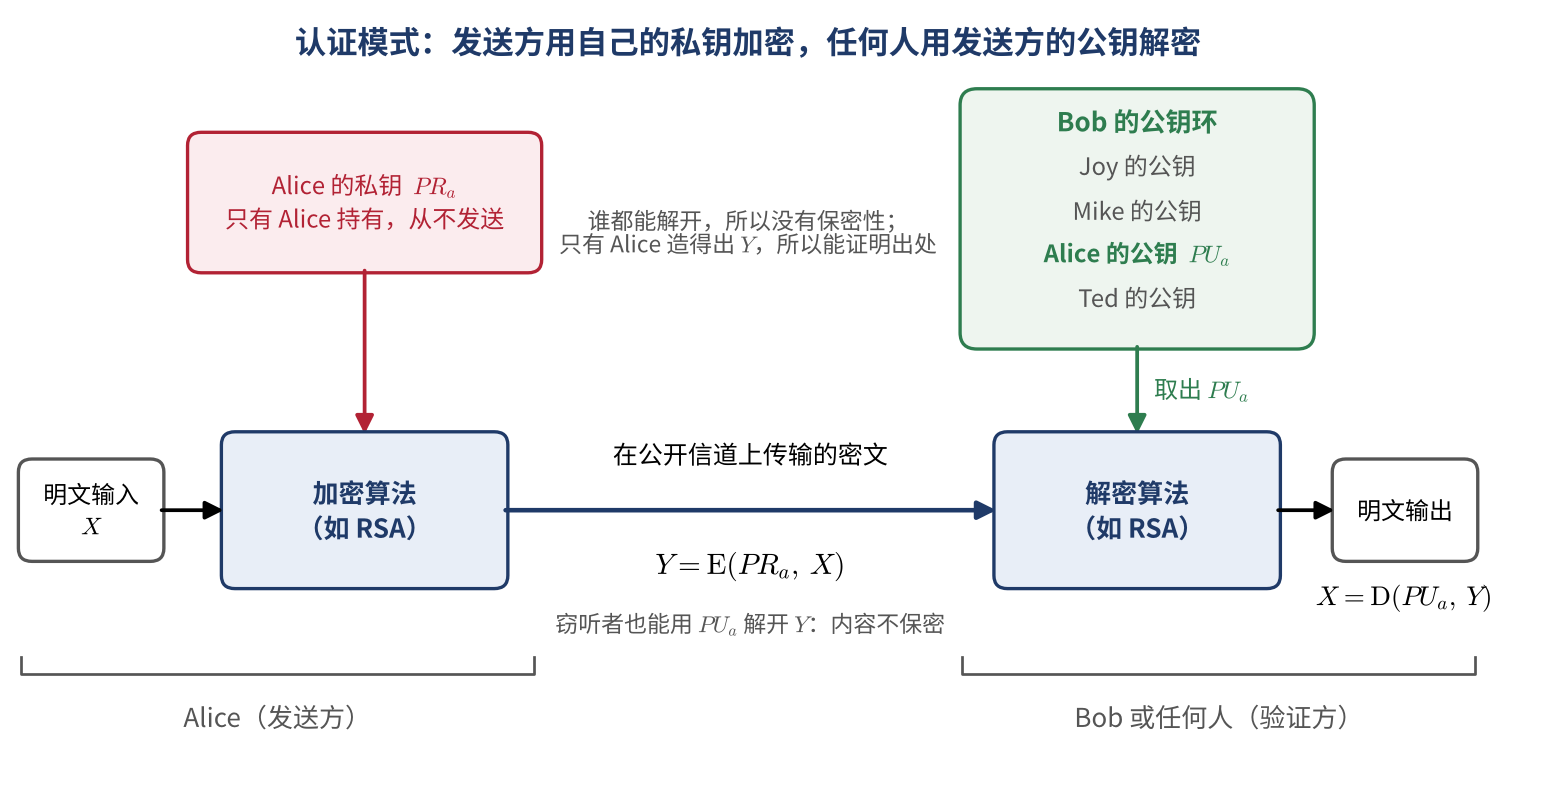 认证模式：发送方用自己的私钥加密，任何人用发送方的公钥解密
Alice 的私钥 PRₐ
只有 Alice 持有，从不发送
谁都能解开，所以没有保密性；
只有 Alice 造得出 Y，所以能证明出处
Bob 的公钥环
Joy 的公钥
Mike 的公钥
Alice 的公钥 PUₐ
Ted 的公钥
取出 PUₐ
明文输入
X
加密算法
（如 RSA）
在公开信道上传输的密文
Y = E(PRₐ, X)
窃听者也能用 PUₐ 解开 Y：内容不保密
解密算法
（如 RSA）
明文输出
X = D(PUₐ, Y)
Alice（发送方）
Bob 或任何人（验证方）